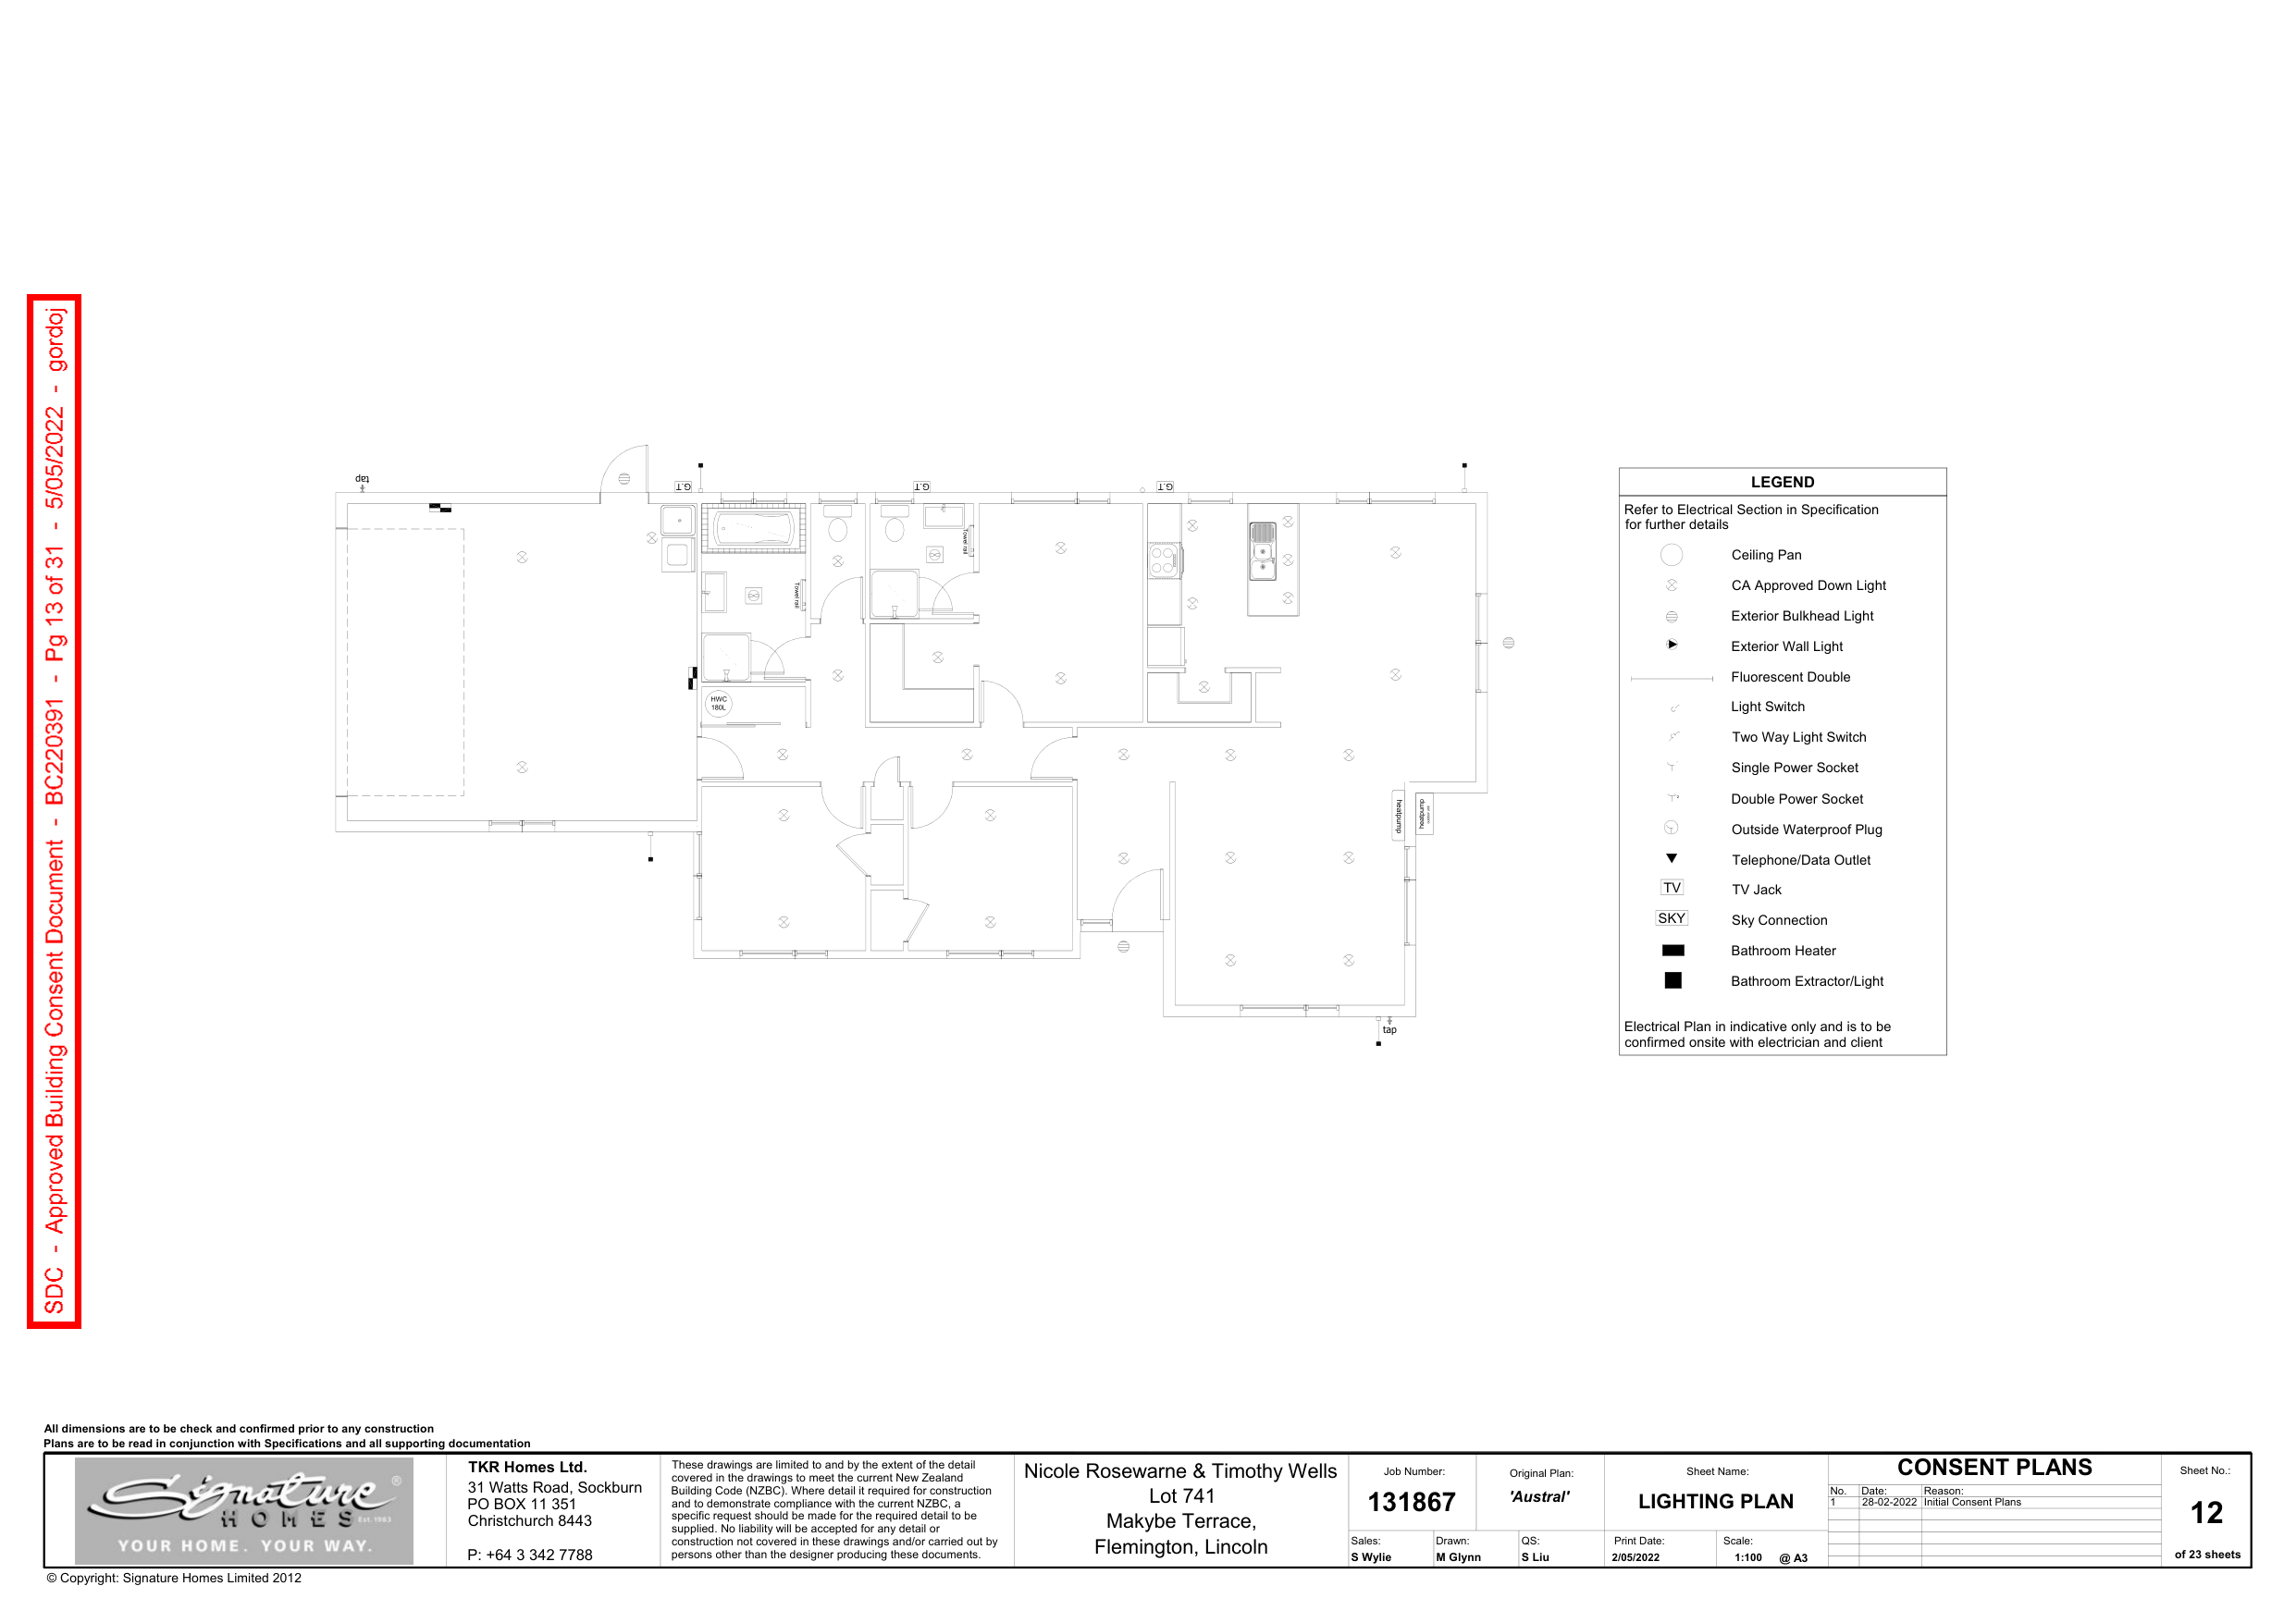 SDC - Approved Building Consent Document - BC220391 - Pg 13 of 31 - 5/05/2022 - gordoj
tap
G.T
G.T
G.T
Towel rail
Towel rail
HWC
180L
heatpump
heatpump
tap
LEGEND
Refer to Electrical Section in Specification
for further details
Ceiling Pan
CA Approved Down Light
Exterior Bulkhead Light
Exterior Wall Light
Fluorescent Double
Light Switch
Two Way Light Switch
Single Power Socket
Double Power Socket
Outside Waterproof Plug
Telephone/Data Outlet
TV TV Jack
SKY Sky Connection
Bathroom Heater
Bathroom Extractor/Light
Electrical Plan in indicative only and is to be
confirmed onsite with electrician and client
All dimensions are to be check and confirmed prior to any construction
Plans are to be read in conjunction with Specifications and all supporting documentation
Signature ®
HOMES Est. 1983
YOUR HOME. YOUR WAY.
TKR Homes Ltd.
31 Watts Road, Sockburn
PO BOX 11 351
Christchurch 8443
P: +64 3 342 7788
These drawings are limited to and by the extent of the detail
covered in the drawings to meet the current New Zealand
Building Code (NZBC). Where detail it required for construction
and to demonstrate compliance with the current NZBC, a
specific request should be made for the required detail to be
supplied. No liability will be accepted for any detail or
construction not covered in these drawings and/or carried out by
persons other than the designer producing these documents.
Nicole Rosewarne & Timothy Wells
Lot 741
Makybe Terrace,
Flemington, Lincoln
Job Number:
131867
Original Plan:
'Austral'
Sales:
S Wylie
Drawn:
M Glynn
QS:
S Liu
Sheet Name:
LIGHTING PLAN
Print Date:
2/05/2022
Scale:
1:100 @ A3
CONSENT PLANS
No. Date: Reason:
1 28-02-2022 Initial Consent Plans
Sheet No.:
12
of 23 sheets
© Copyright: Signature Homes Limited 2012